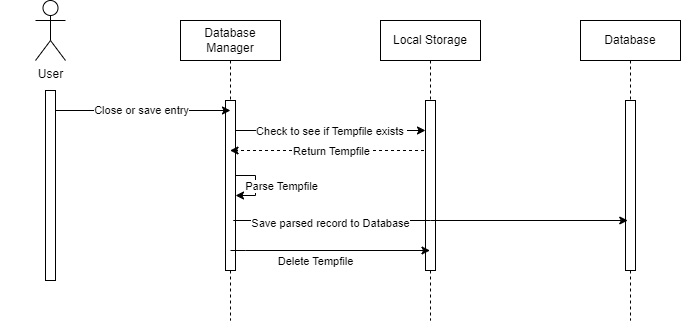 Database
Manager
Local Storage
Database
User
Close or save entry
Check to see if Tempfile exists
Return Tempfile
Parse Tempfile
Save parsed record to Database
Delete Tempfile